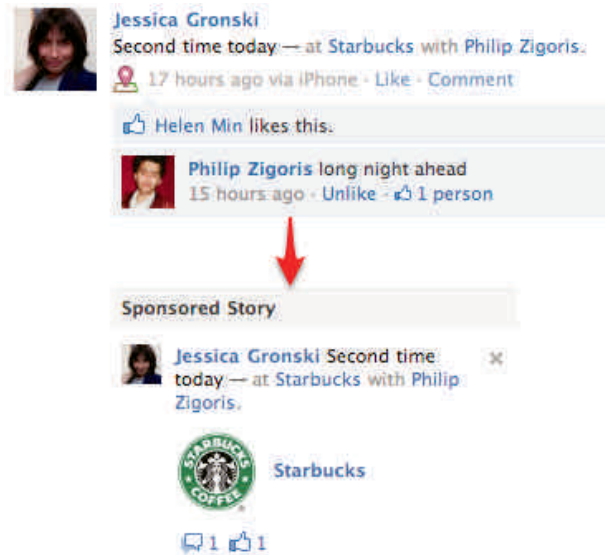 Jessica Gronski
Second time today — at Starbucks with Philip Zigoris.
17 hours ago via iPhone · Like · Comment
Helen Min likes this.
Philip Zigoris long night ahead
15 hours ago · Unlike · 1 person
Sponsored Story
Jessica Gronski Second time
today — at Starbucks with Philip
Zigoris.
STARBUCKS
COFFEE
Starbucks
1 1